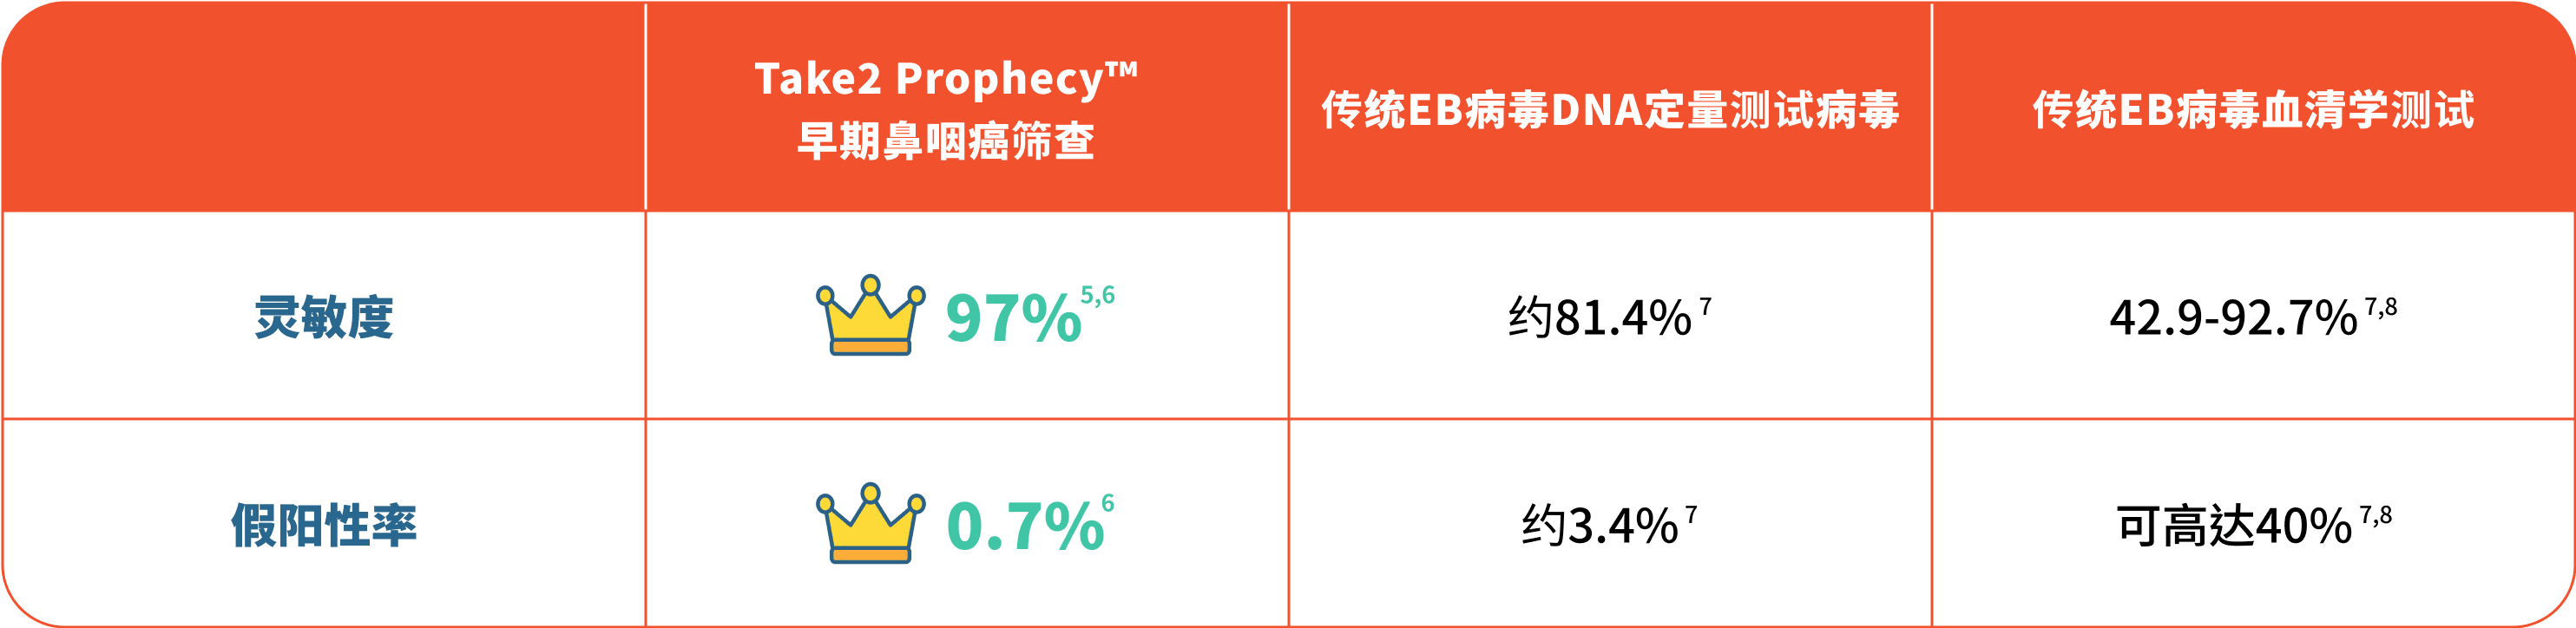 Take2 Prophecy™
早期鼻咽癌筛查
传统EB病毒DNA定量测试病毒
传统EB病毒血清学测试
灵敏度
97% 5,6
约81.4% 7
42.9-92.7% 7,8
假阳性率
0.7% 6
约3.4% 7
可高达40% 7,8